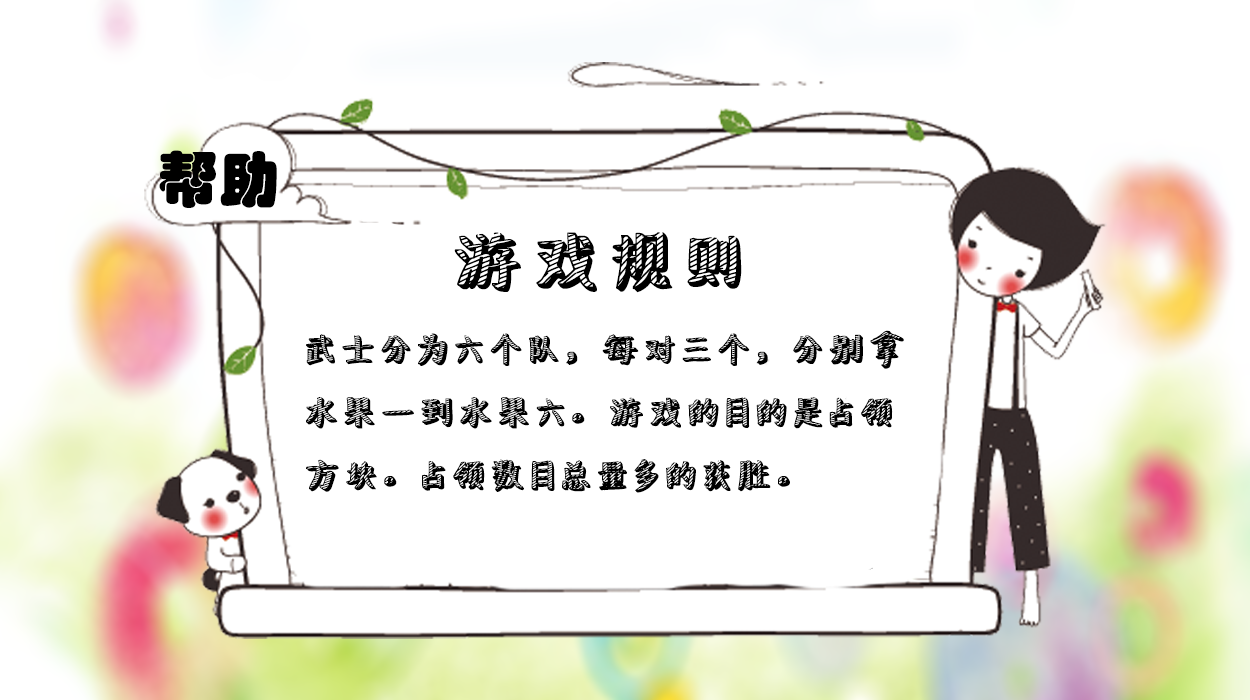 帮助
游戏规则
武士分为六个队，每对三个，分别拿
水果一到水果六。游戏的目的是占领
方块。占领数目总量多的获胜。